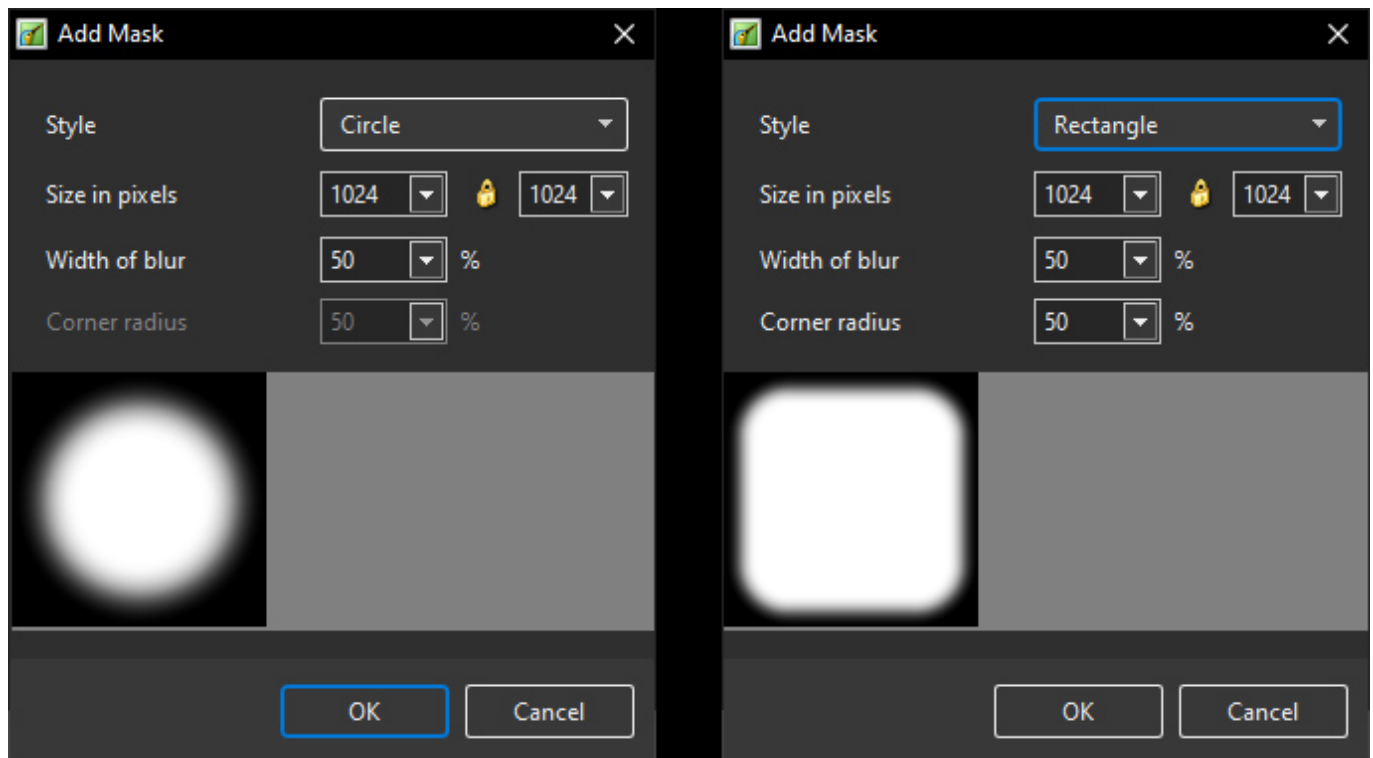 Add Mask
Style Circle
Size in pixels 1024 1024
Width of blur 50 %
Corner radius 50 %
OK Cancel
Add Mask
Style Rectangle
Size in pixels 1024 1024
Width of blur 50 %
Corner radius 50 %
OK Cancel